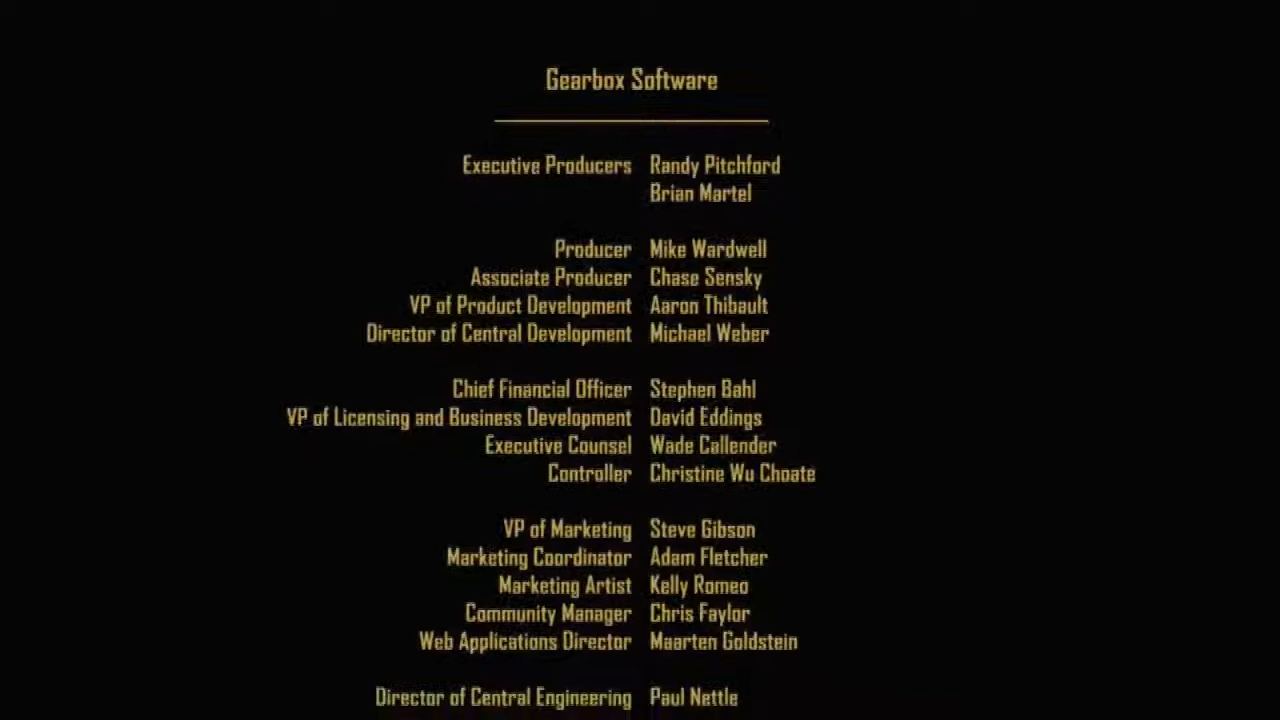 Gearbox Software
Executive Producers Randy Pitchford
Brian Martel
Producer Mike Wardwell
Associate Producer Chase Sensky
VP of Product Development Aaron Thibault
Director of Central Development Michael Weber
Chief Financial Officer Stephen Bahl
VP of Licensing and Business Development David Eddings
Executive Counsel Wade Callender
Controller Christine Wu Choate
VP of Marketing Steve Gibson
Marketing Coordinator Adam Fletcher
Marketing Artist Kelly Romeo
Community Manager Chris Faylor
Web Applications Director Maarten Goldstein
Director of Central Engineering Paul Nettle